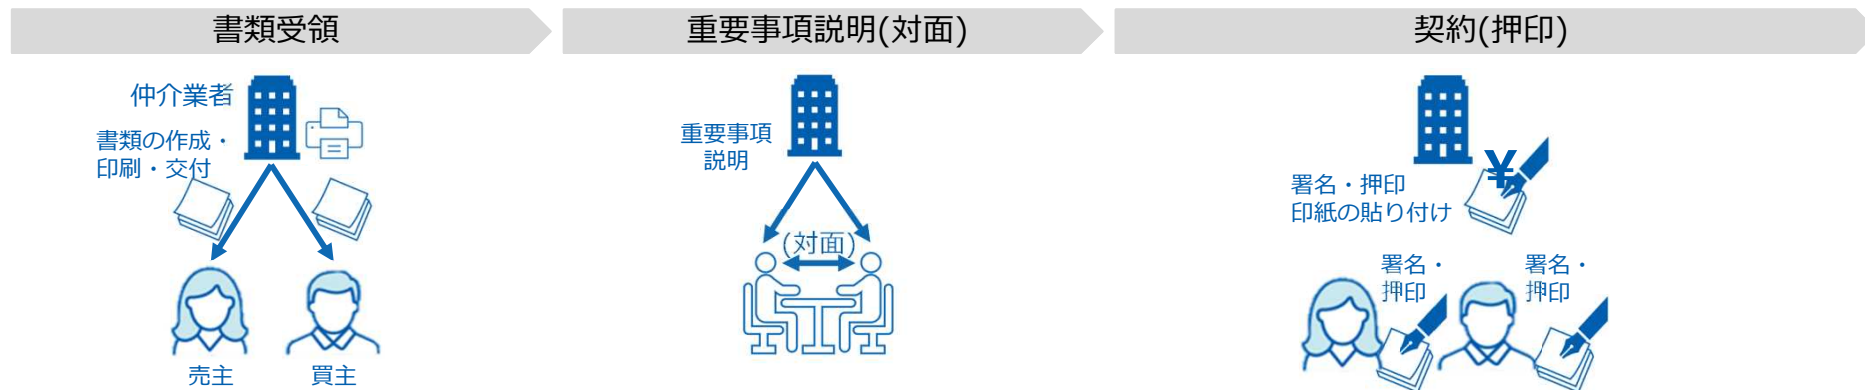 書類受領
重要事項説明(対面)
契約(押印)
仲介業者
書類の作成・
印刷・交付
売主
買主
重要事項
説明
(対面)
¥
署名・押印
印紙の貼り付け
署名・
押印
署名・
押印